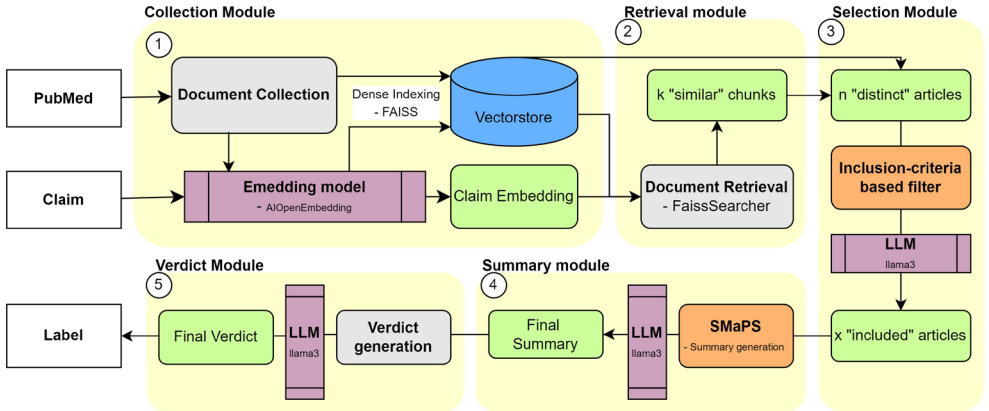 Collection Module
Retrieval module
Selection Module
1
2
3
PubMed
Document Collection
Dense Indexing
- FAISS
Vectorstore
k "similar" chunks
n "distinct" articles
Claim
Emedding model
- AIOpenEmbedding
Claim Embedding
Document Retrieval
- FaissSearcher
Inclusion-criteria
based filter
LLM
llama3
Verdict Module
Summary module
5
4
Label
Final Verdict
LLM
llama3
Verdict
generation
Final
Summary
LLM
llama3
SMaPS
- Summary generation
x "included" articles